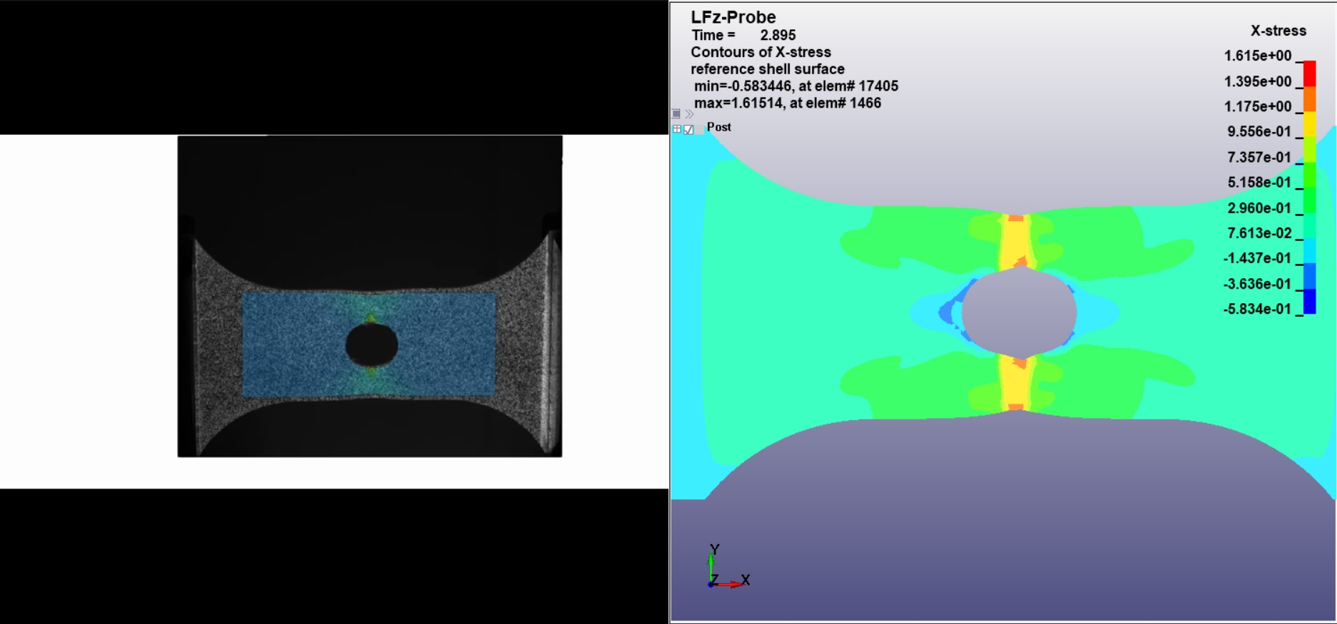 LFz-Probe
Time = 2.895
Contours of X-stress
reference shell surface
min=-0.583446, at elem# 17405
max=1.61514, at elem# 1466
Post
X-stress
1.615e+00
1.395e+00
1.175e+00
9.556e-01
7.357e-01
5.158e-01
2.960e-01
7.613e-02
-1.437e-01
-3.636e-01
-5.834e-01
Y
Z
X